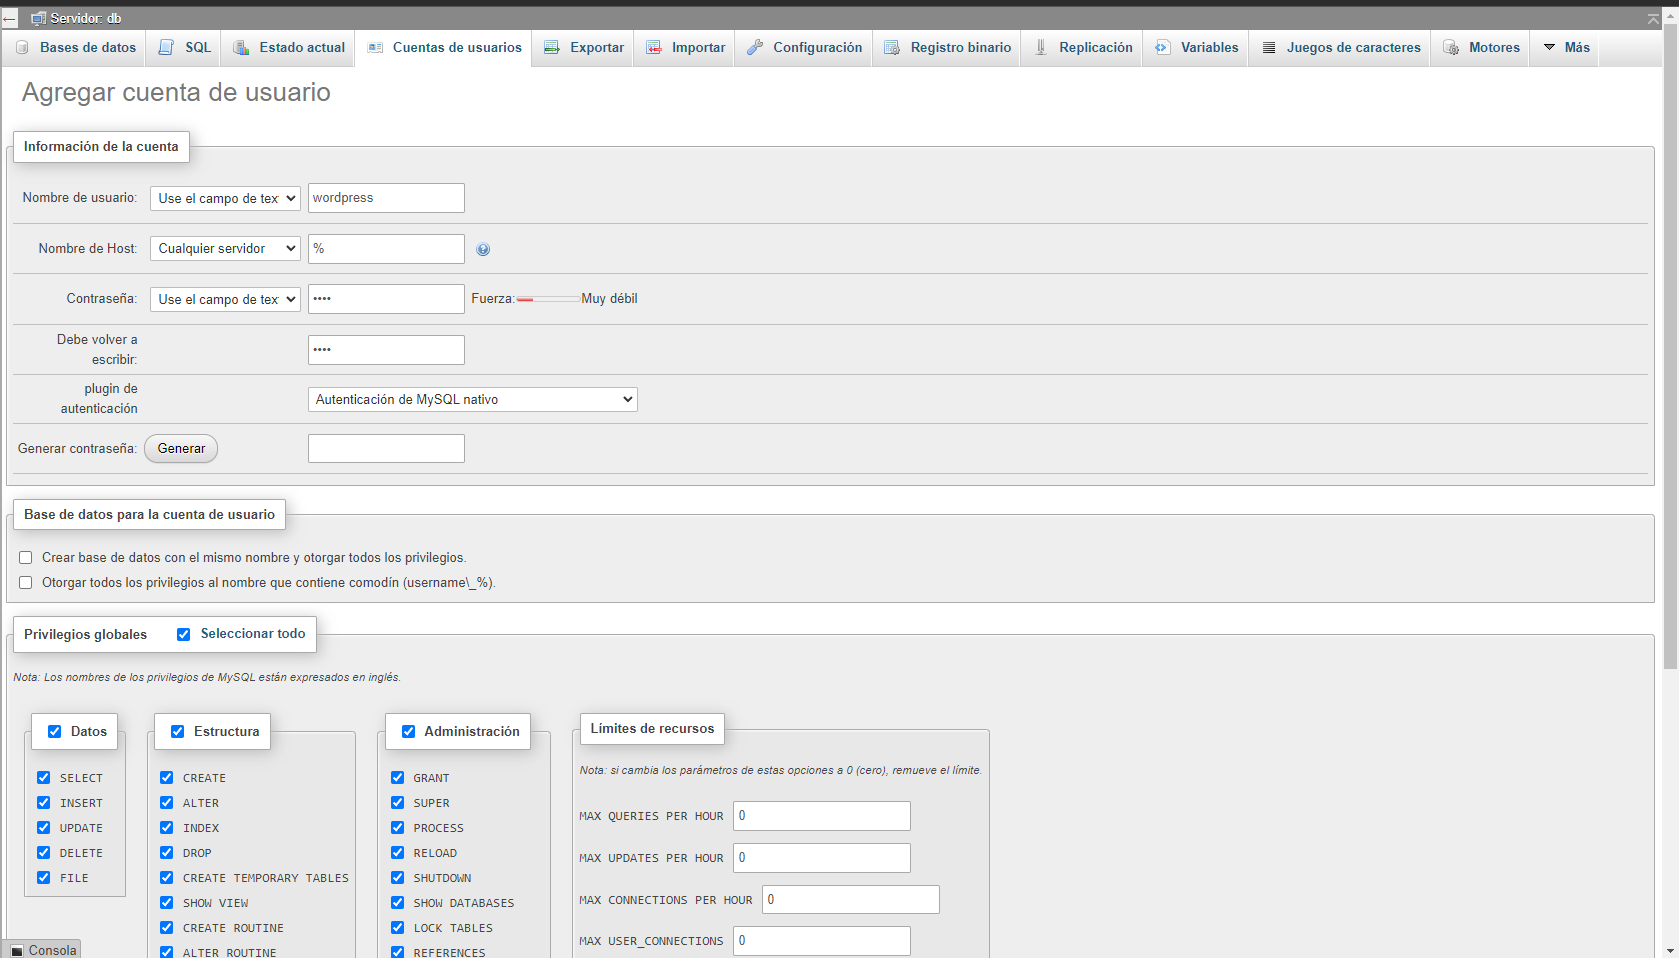 Servidor: db
Bases de datos SQL Estado actual Cuentas de usuarios Exportar Importar Configuración Registro binario Replicación Variables Juegos de caracteres Motores Más
Agregar cuenta de usuario
Información de la cuenta
Nombre de usuario: Use el campo de tex wordpress
Nombre de Host: Cualquier servidor %
Contraseña: Use el campo de tex •••• Fuerza: Muy débil
Debe volver a
escribir: ••••
plugin de
autenticación Autenticación de MySQL nativo
Generar contraseña: Generar
Base de datos para la cuenta de usuario
Crear base de datos con el mismo nombre y otorgar todos los privilegios.
Otorgar todos los privilegios al nombre que contiene comodín (username\_%).
Privilegios globales Seleccionar todo
Nota: Los nombres de los privilegios de MySQL están expresados en inglés.
Datos
SELECT
INSERT
UPDATE
DELETE
FILE
Estructura
CREATE
ALTER
INDEX
DROP
CREATE TEMPORARY TABLES
SHOW VIEW
CREATE ROUTINE
ALTER ROUTINE
Administración
GRANT
SUPER
PROCESS
RELOAD
SHUTDOWN
SHOW DATABASES
LOCK TABLES
REFERENCES
Límites de recursos
Nota: si cambia los parámetros de estas opciones a 0 (cero), remueve el límite.
MAX QUERIES PER HOUR 0
MAX UPDATES PER HOUR 0
MAX CONNECTIONS PER HOUR 0
MAX USER_CONNECTIONS 0
Consola